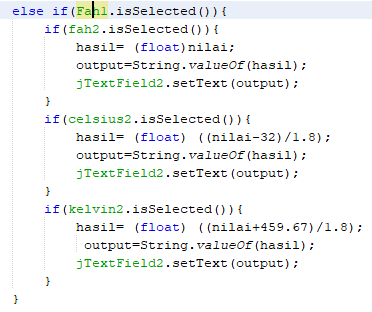 else if(Fah1.isSelected()){
if(fah2.isSelected()){
hasil= (float)nilai;
output=String.valueOf(hasil);
jTextField2.setText(output);
}
if(celsius2.isSelected()){
hasil= (float) ((nilai-32)/1.8);
output=String.valueOf(hasil);
jTextField2.setText(output);
}
if(kelvin2.isSelected()){
hasil= (float) ((nilai+459.67)/1.8);
output=String.valueOf(hasil);
jTextField2.setText(output);
}
}